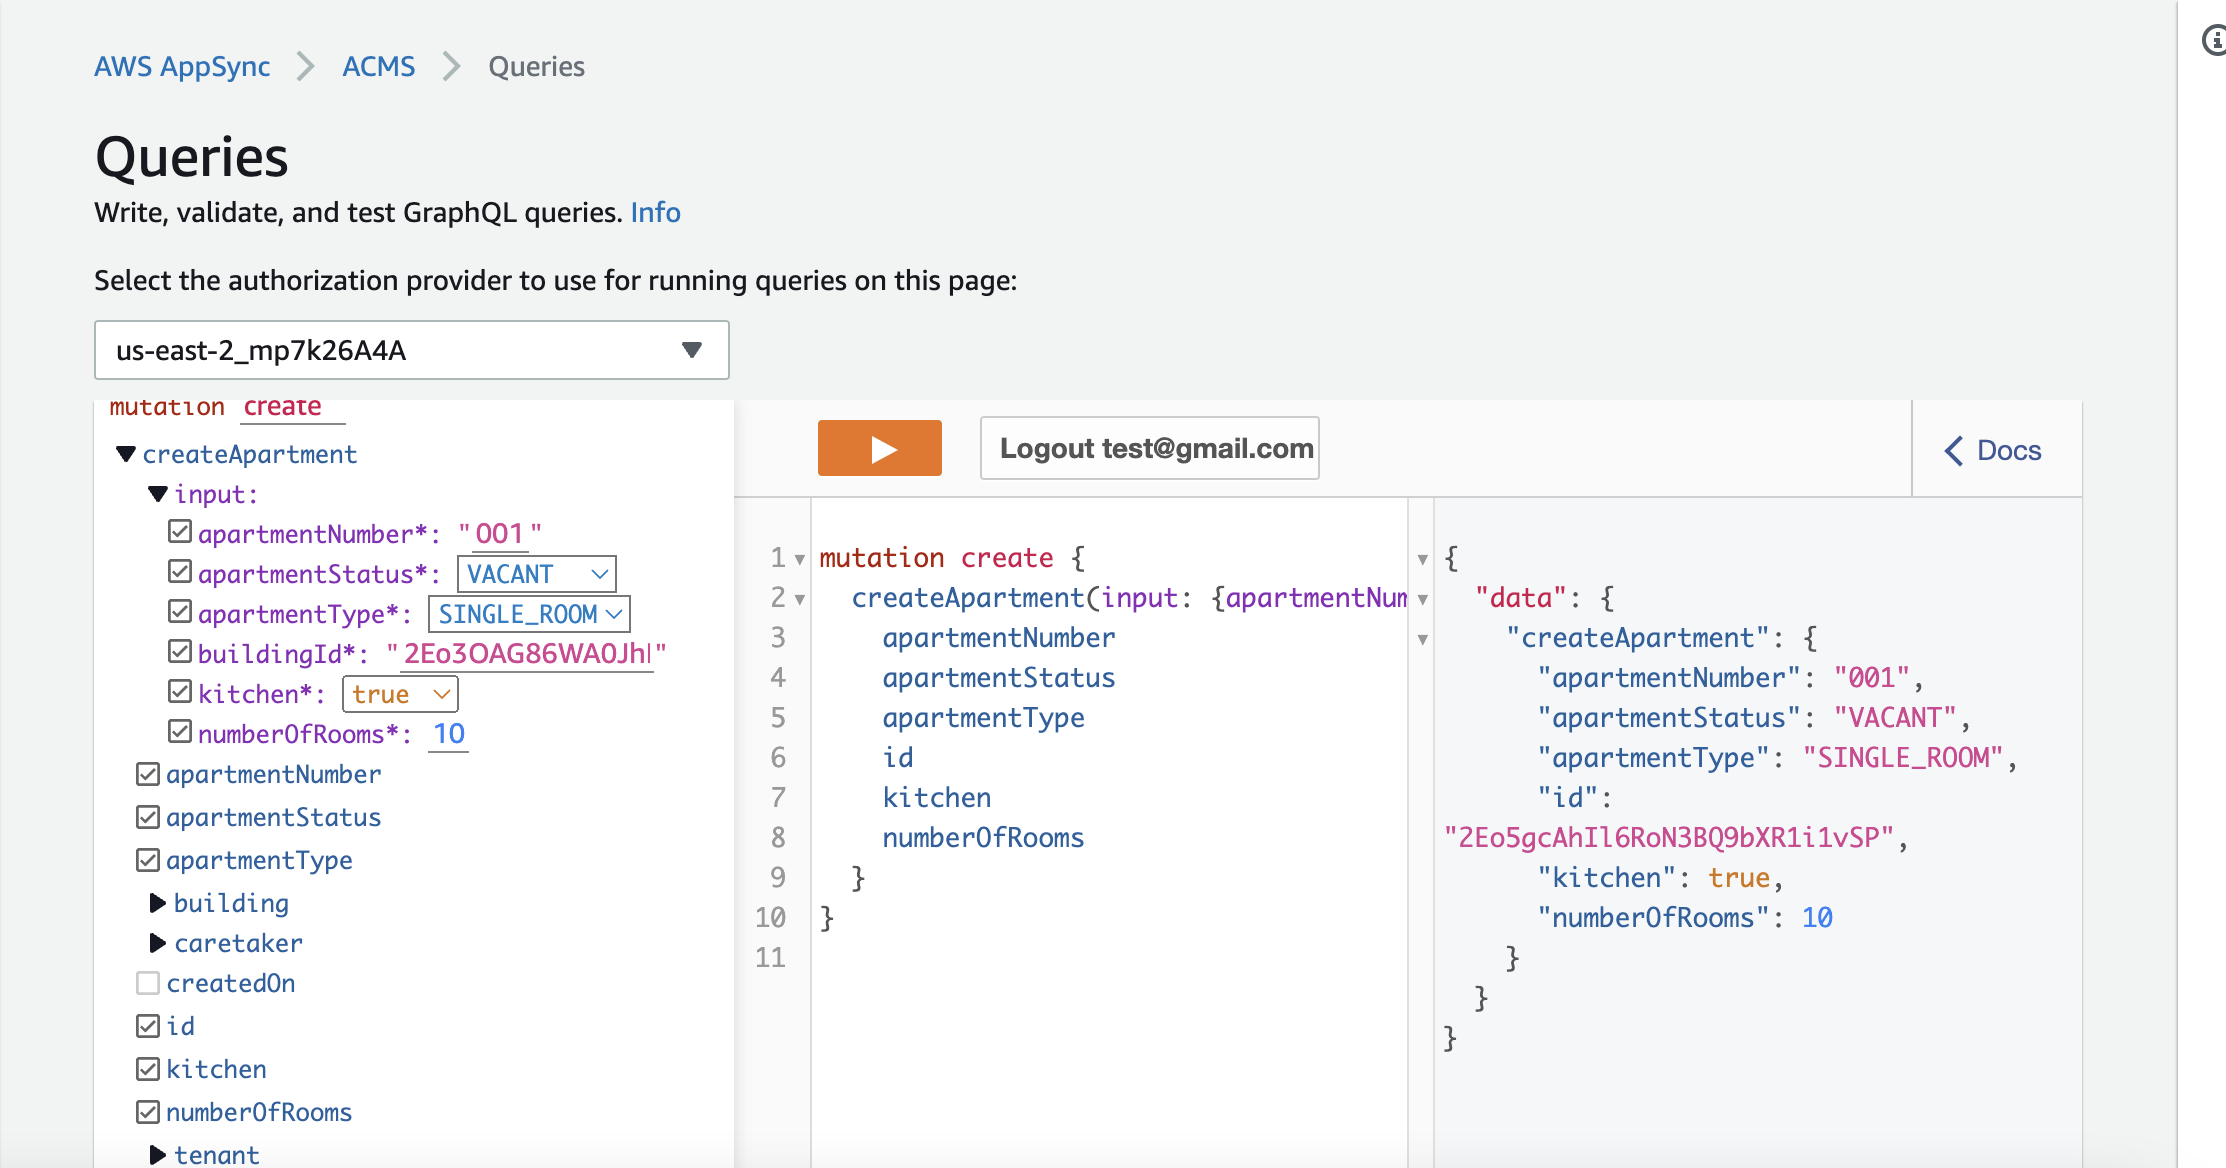 AWS AppSync > ACMS > Queries
Queries
Write, validate, and test GraphQL queries. Info
Select the authorization provider to use for running queries on this page:
us-east-2_mp7k26A4A
mutation create
createApartment
input:
apartmentNumber*: "001"
apartmentStatus*: VACANT
apartmentType*: SINGLE_ROOM
buildingId*: "2Eo3OAG86WA0Jh"
kitchen*: true
numberOfRooms*: 10
apartmentNumber
apartmentStatus
apartmentType
building
caretaker
createdOn
id
kitchen
numberOfRooms
tenant
Logout test@gmail.com
Docs
1 mutation create {
2 createApartment(input: {apartmentNum
3 apartmentNumber
4 apartmentStatus
5 apartmentType
6 id
7 kitchen
8 numberOfRooms
9 }
10 }
11
{
"data": {
"createApartment": {
"apartmentNumber": "001",
"apartmentStatus": "VACANT",
"apartmentType": "SINGLE_ROOM",
"id":
"2Eo5gcAhIl6RoN3BQ9bXR1i1vSP",
"kitchen": true,
"numberOfRooms": 10
}
}
}